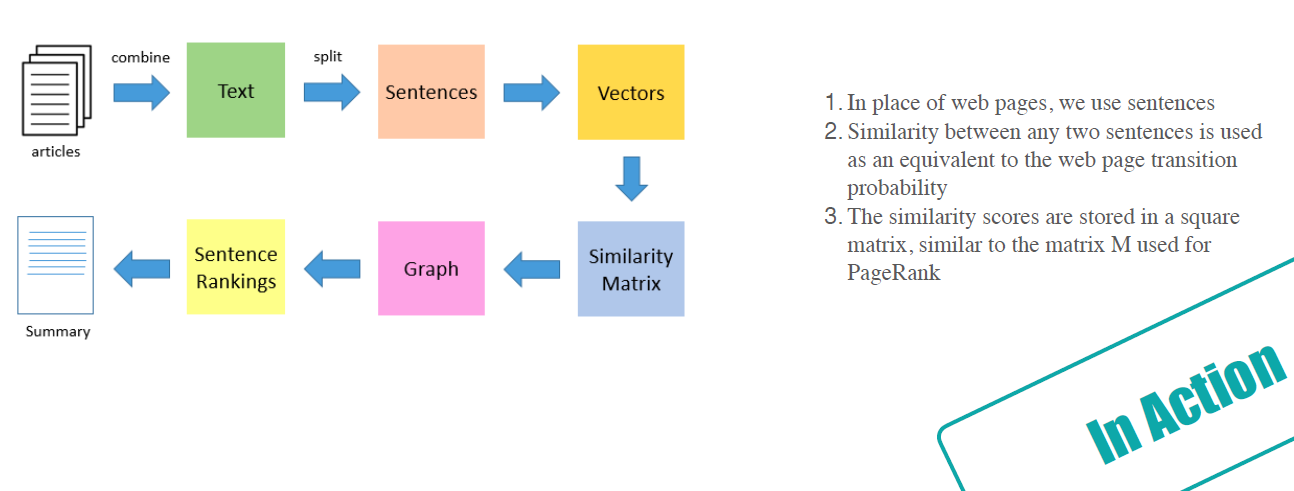 combine
split
Text
Sentences
Vectors
articles
Similarity
Matrix
Graph
Sentence
Rankings
Summary
1. In place of web pages, we use sentences
2. Similarity between any two sentences is used
as an equivalent to the web page transition
probability
3. The similarity scores are stored in a square
matrix, similar to the matrix M used for
PageRank
In Action